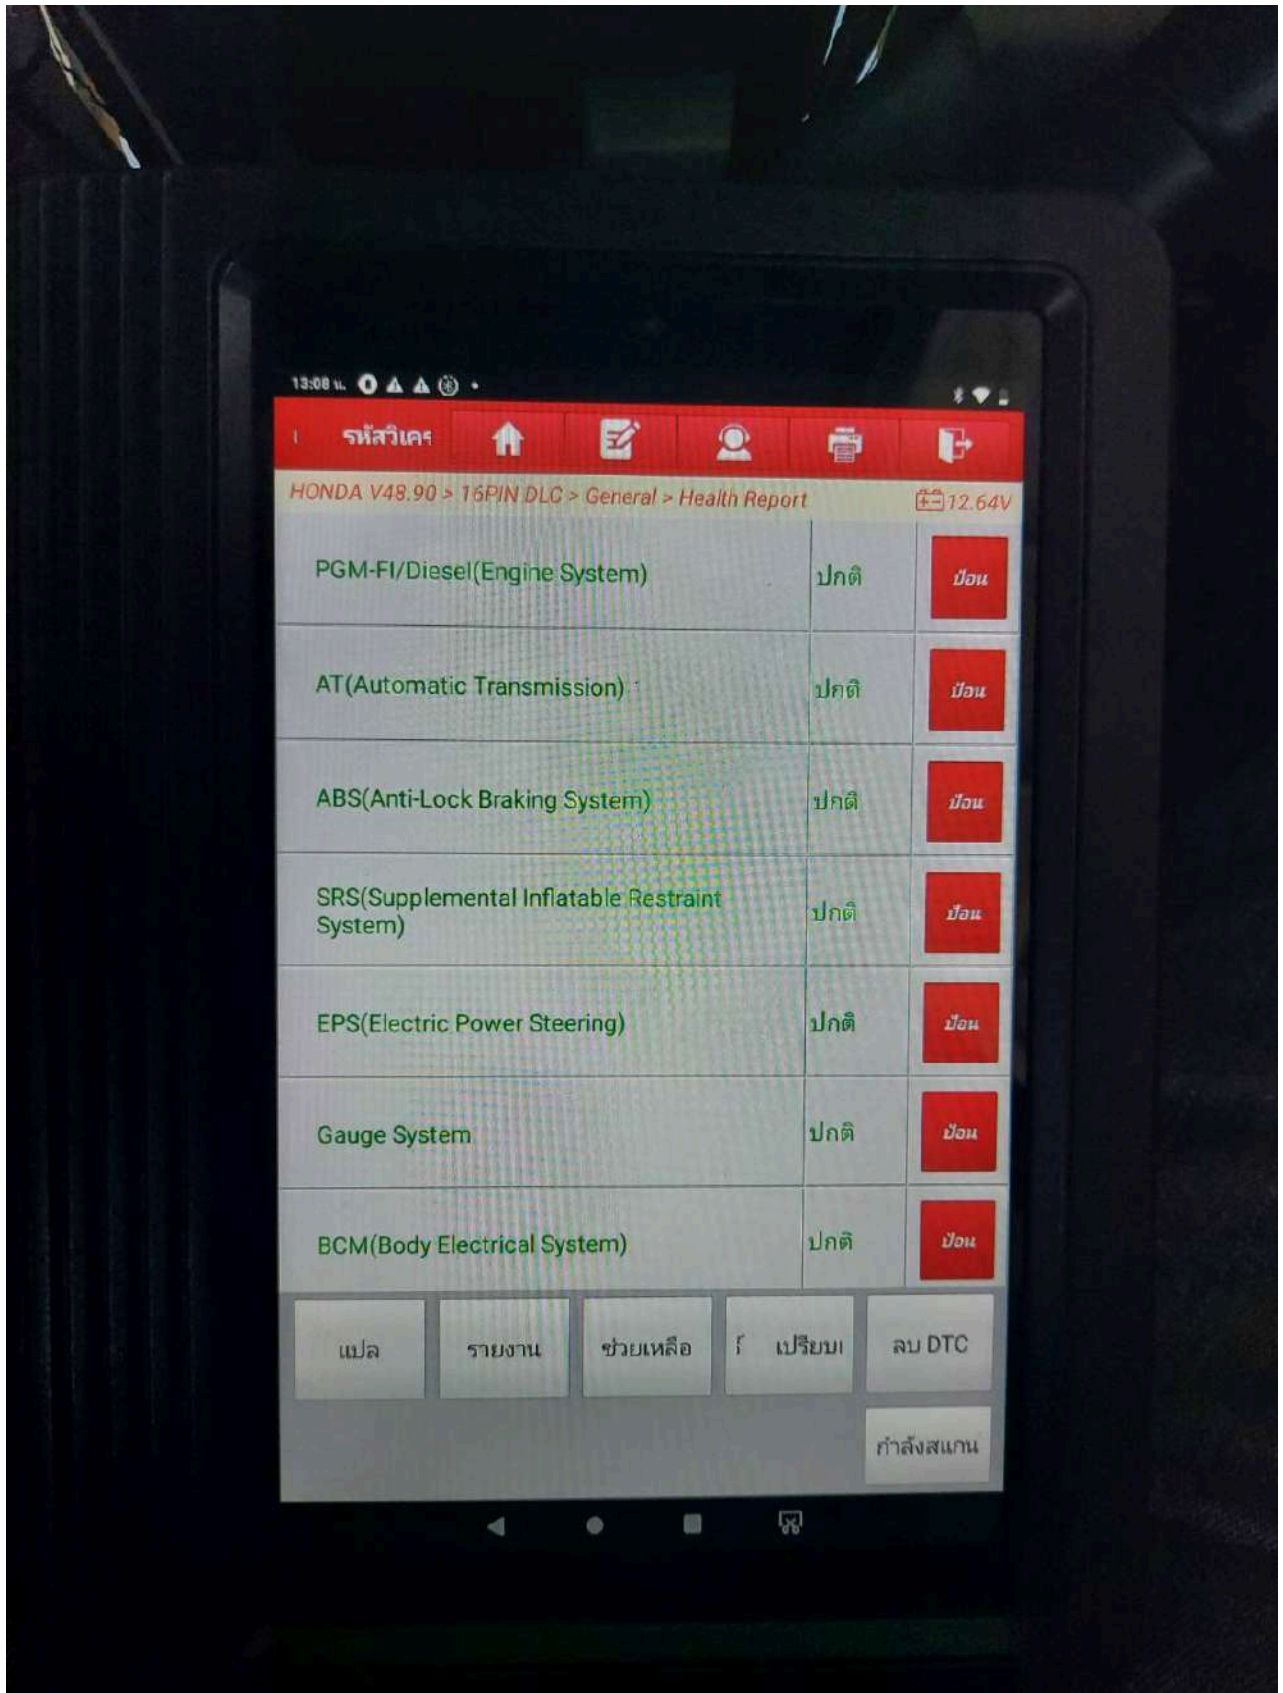 13:08 น.
รหัสวิเคร
HONDA V48.90 > 16PIN DLC > General > Health Report 12.64V
PGM-FI/Diesel(Engine System) ปกติ ป้อน
AT(Automatic Transmission) ปกติ ป้อน
ABS(Anti-Lock Braking System) ปกติ ป้อน
SRS(Supplemental Inflatable Restraint
System) ปกติ ป้อน
EPS(Electric Power Steering) ปกติ ป้อน
Gauge System ปกติ ป้อน
BCM(Body Electrical System) ปกติ ป้อน
แปล รายงาน ช่วยเหลือ เปรียบเ ลบ DTC
กำลังสแกน